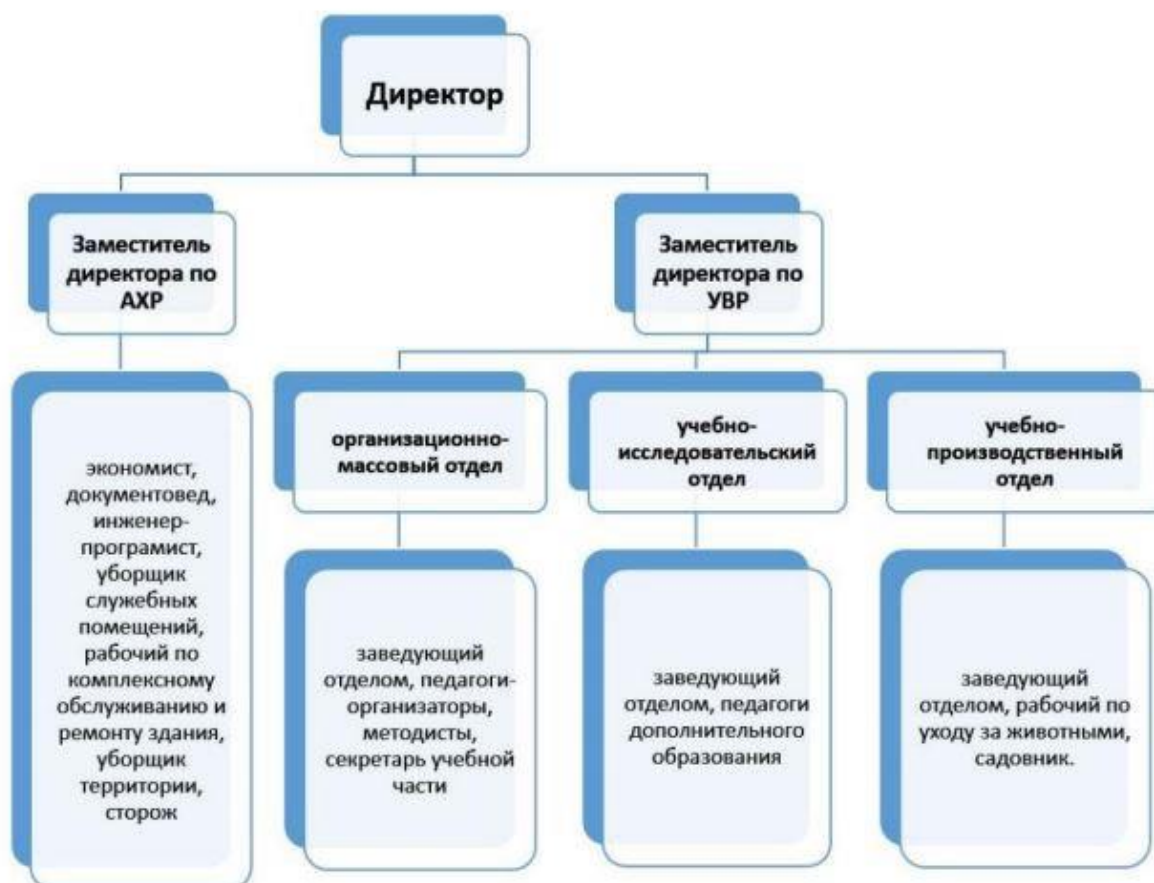 Директор
Заместитель
директора по
АХР
Заместитель
директора по
УВР
экономист,
документовед,
инженер-
програмист,
уборщик
служебных
помещений,
рабочий по
комплексному
обслуживанию и
ремонту здания,
уборщик
территории,
сторож
организационно-
массовый отдел
заведующий
отделом, педагоги-
организаторы,
методисты,
секретарь учебной
части
учебно-
исследовательский
отдел
заведующий
отделом, педагоги
дополнительного
образования
учебно-
производственный
отдел
заведующий
отделом, рабочий по
уходу за животными,
садовник.